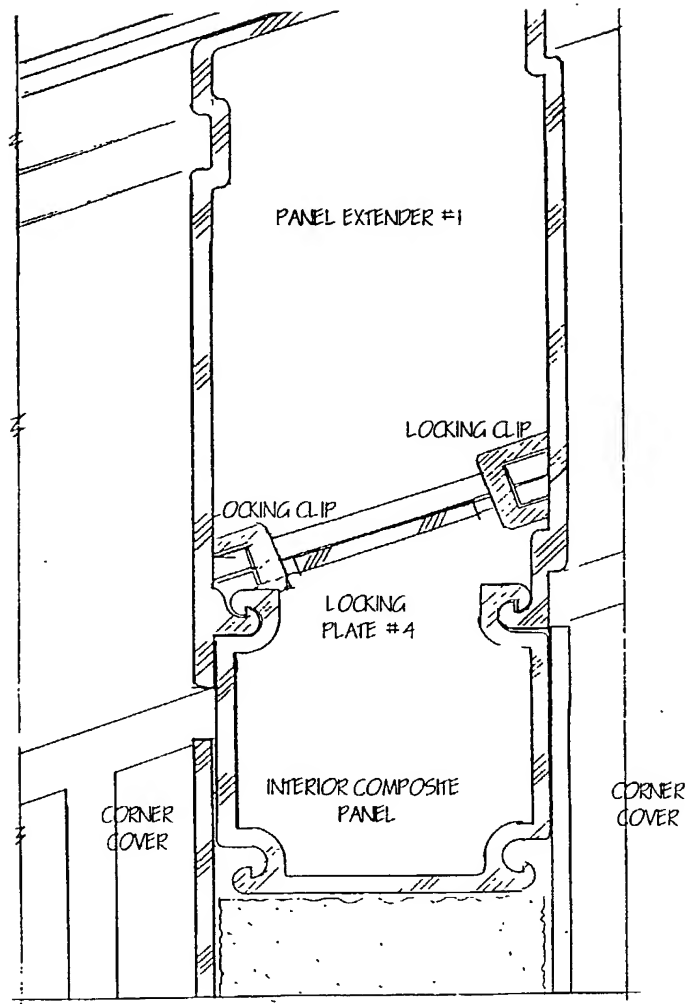 PANEL EXTENDER #1
LOCKING CLIP
OCKING CLIP
LOCKING
PLATE #4
INTERIOR COMPOSITE
PANEL
CORNER
COVER
CORNER
COVER